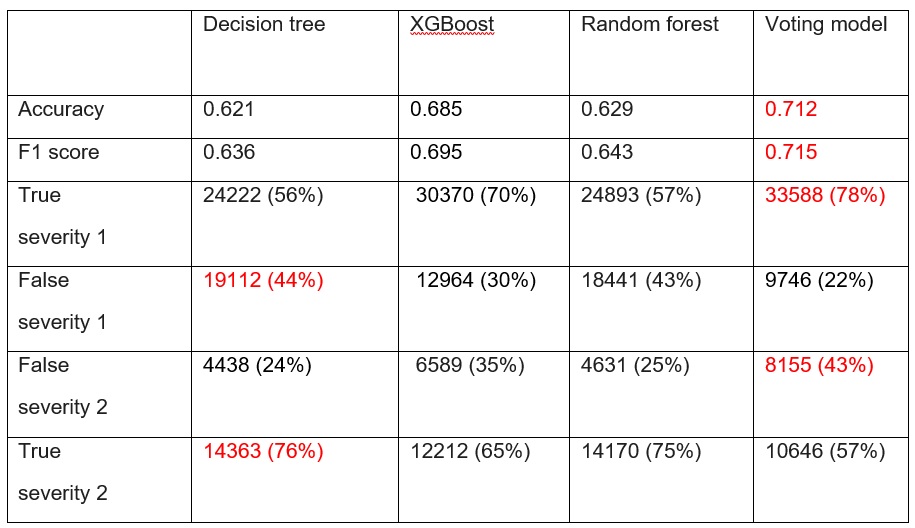 Decision tree XGBoost Random forest Voting model
Accuracy 0.621 0.685 0.629 0.712
F1 score 0.636 0.695 0.643 0.715
True 24222 (56%) 30370 (70%) 24893 (57%) 33588 (78%)
severity 1
False 19112 (44%) 12964 (30%) 18441 (43%) 9746 (22%)
severity 1
False 4438 (24%) 6589 (35%) 4631 (25%) 8155 (43%)
severity 2
True 14363 (76%) 12212 (65%) 14170 (75%) 10646 (57%)
severity 2